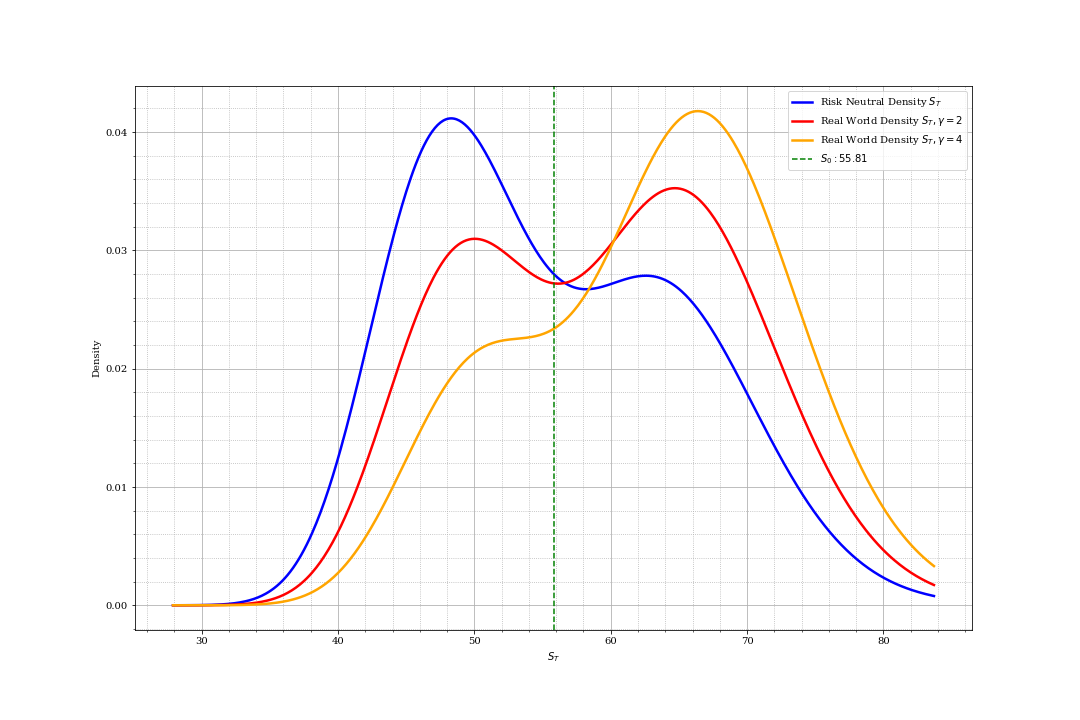 Risk Neutral Density S_T
Real World Density S_T, γ = 2
Real World Density S_T, γ = 4
S_0 : 55.81
0.04
0.03
0.02
0.01
0.00
Density
30 40 50 60 70 80
S_T